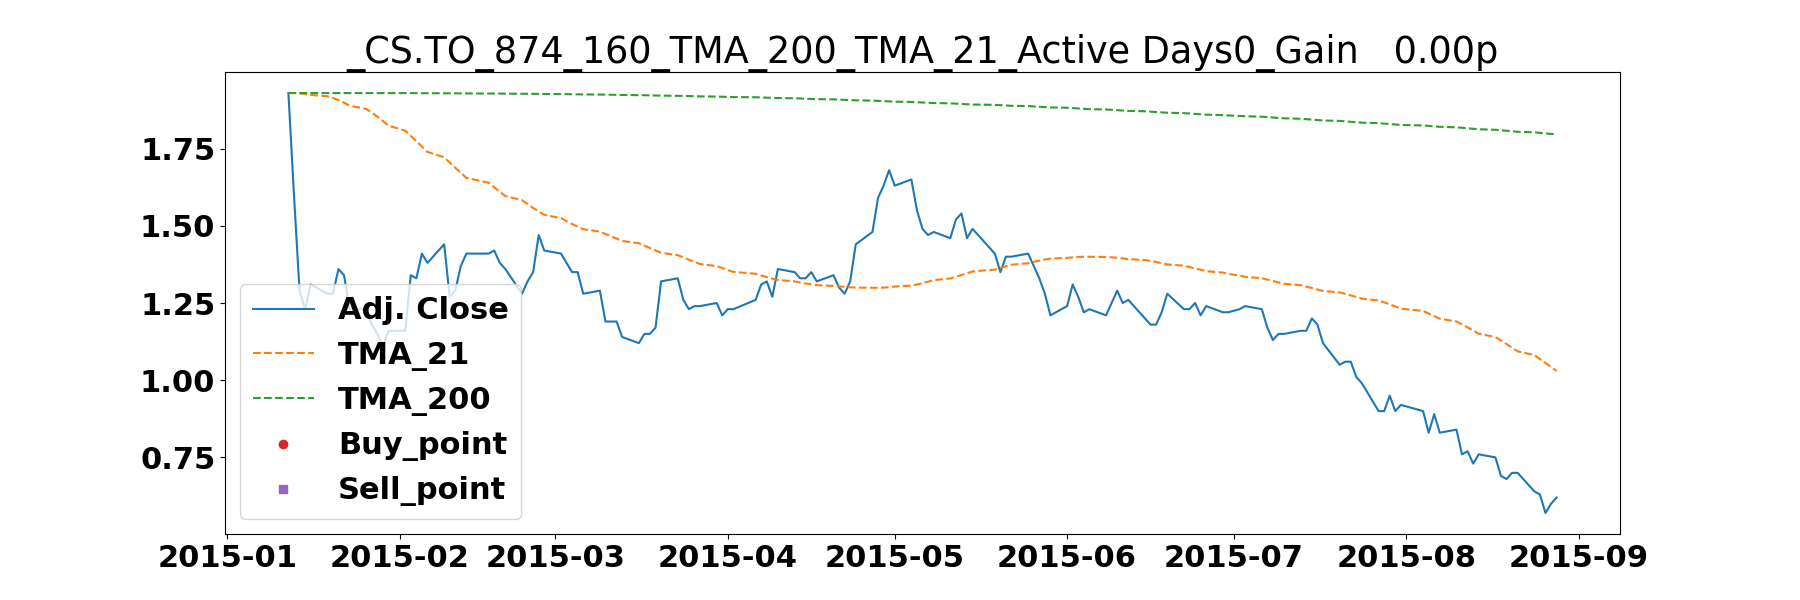 _CS.TO_874_160_TMA_200_TMA_21_Active Days0_Gain   0.00p
1.75
1.50
1.25
1.00
0.75
Adj. Close
TMA_21
TMA_200
Buy_point
Sell_point
2015-01 2015-02 2015-03 2015-04 2015-05 2015-06 2015-07 2015-08 2015-09